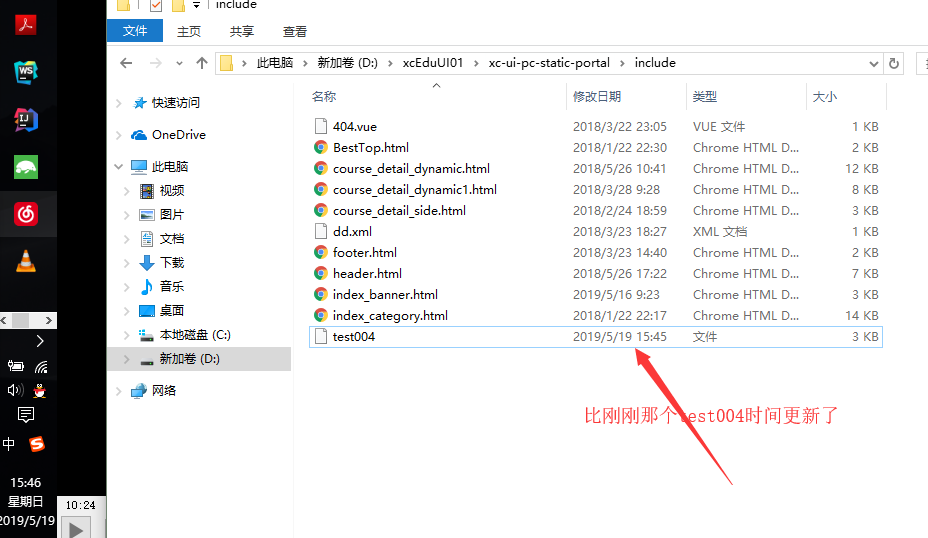 include
文件
主页
共享
查看
此电脑
新加卷 (D:)
xcEduUI01
xc-ui-pc-static-portal
include
名称
修改日期
类型
大小
快速访问
OneDrive
此电脑
视频
图片
文档
下载
音乐
桌面
本地磁盘 (C:)
新加卷 (D:)
网络
404.vue 2018/3/22 23:05 VUE 文件 1 KB
BestTop.html 2018/1/22 22:30 Chrome HTML D... 2 KB
course_detail_dynamic.html 2018/5/26 10:41 Chrome HTML D... 12 KB
course_detail_dynamic1.html 2018/3/28 9:28 Chrome HTML D... 8 KB
course_detail_side.html 2018/2/24 18:59 Chrome HTML D... 3 KB
dd.xml 2018/3/23 18:27 XML 文档 1 KB
footer.html 2018/3/23 14:40 Chrome HTML D... 2 KB
header.html 2018/5/26 17:22 Chrome HTML D... 7 KB
index_banner.html 2019/5/16 9:23 Chrome HTML D... 3 KB
index_category.html 2018/1/22 22:17 Chrome HTML D... 14 KB
test004 2019/5/19 15:45 文件 3 KB
比刚刚那个test004时间更新了
WS
IJ
中
S
15:46
星期日
2019/5/19
10:24